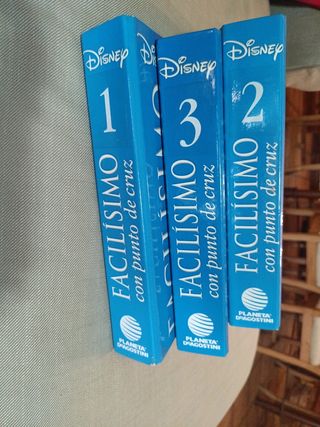 Disney
1
FACILÍSIMO
con punto de cruz
PLANETA
DeAGOSTINI
Disney
3
FACILÍSIMO
con punto de cruz
PLANETA
DeAGOSTINI
Disney
2
FACILÍSIMO
con punto de cruz
PLANETA
DeAGOSTINI
FACILÍSIMO